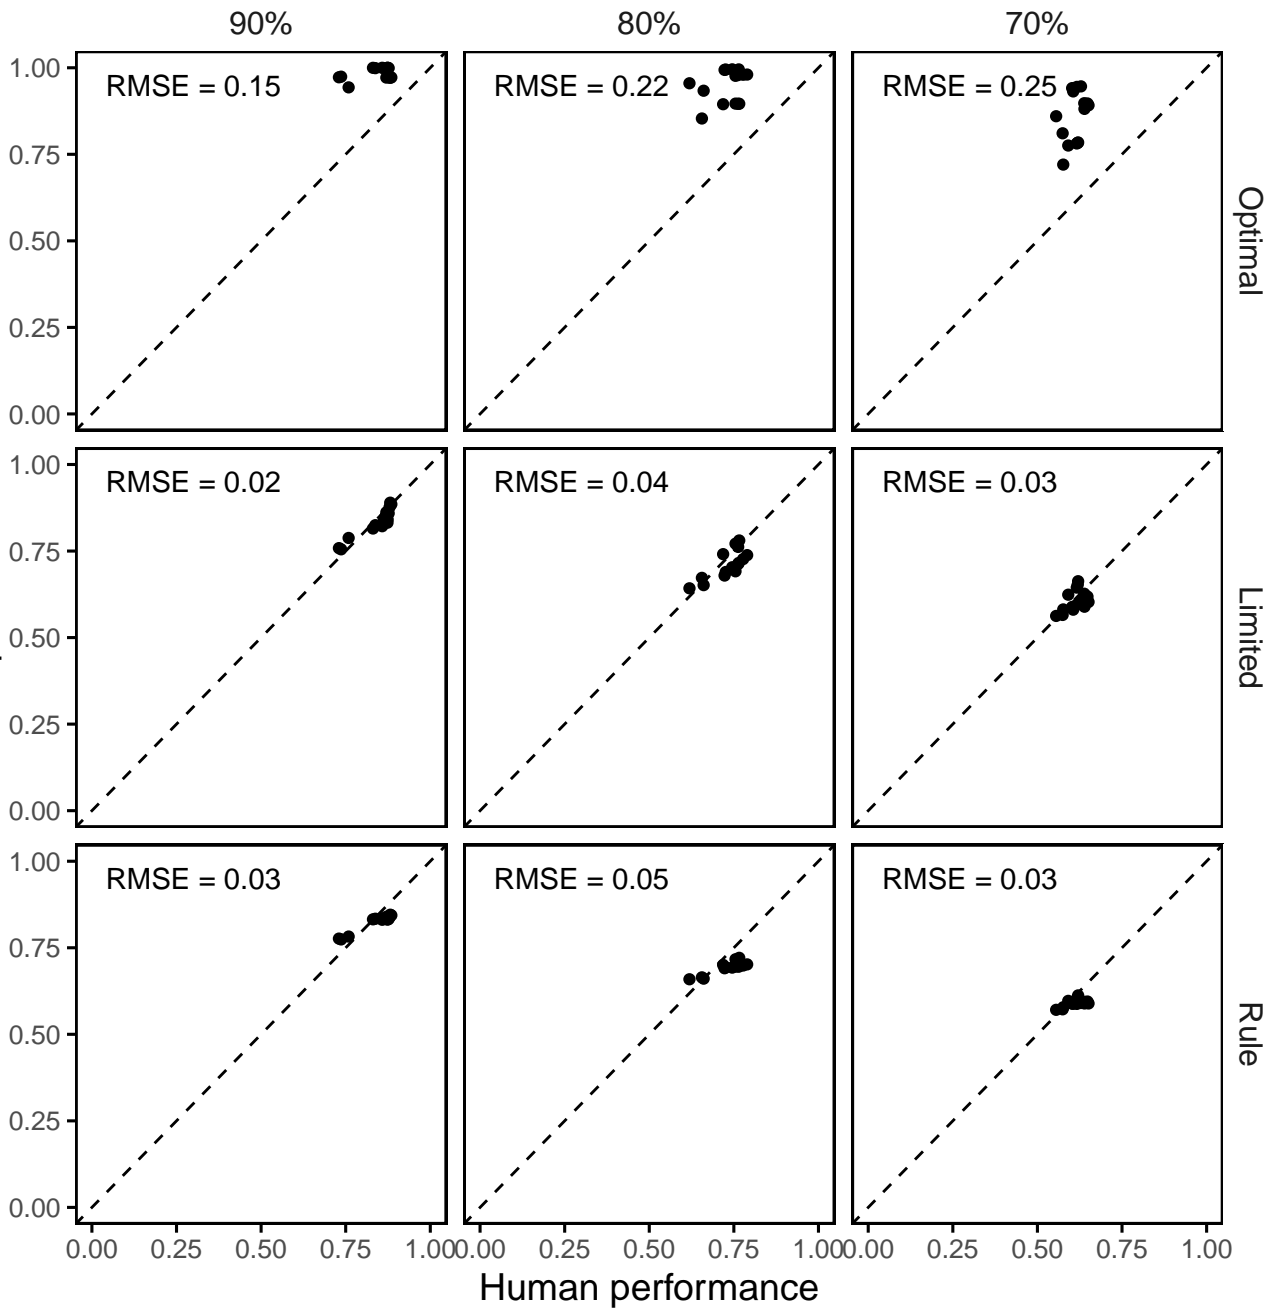 90% 80% 70%
1.00
0.75
0.50
0.25
0.00
RMSE = 0.15
RMSE = 0.22
RMSE = 0.25
Optimal
1.00
0.75
0.50
0.25
0.00
RMSE = 0.02
RMSE = 0.04
RMSE = 0.03
Limited
1.00
0.75
0.50
0.25
0.00
RMSE = 0.03
RMSE = 0.05
RMSE = 0.03
Rule
0.00 0.25 0.50 0.75 1.00 0.00 0.25 0.50 0.75 1.00 0.00 0.25 0.50 0.75 1.00
Human performance